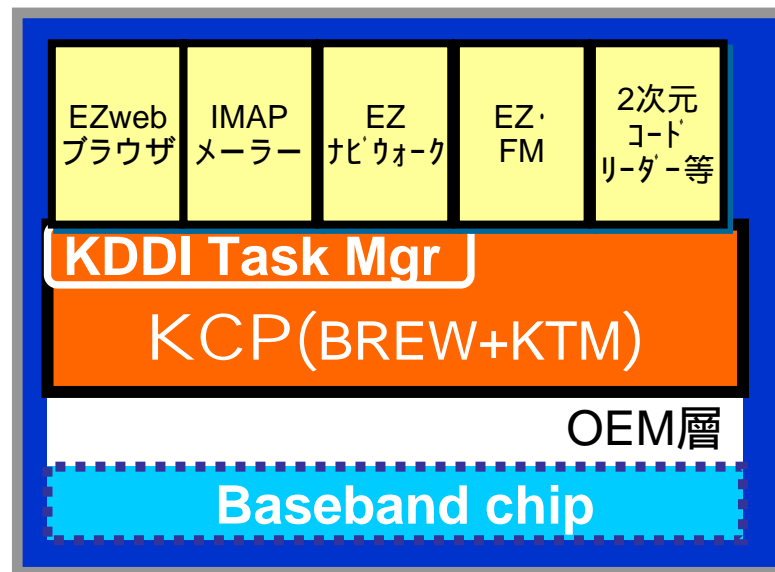 EZweb
ブラウザ
IMAP
メーラー
EZ
ﾅﾋﾞｳｫｰｸ
EZ･
FM
2次元
ｺｰﾄﾞ
ﾘｰﾀﾞｰ等
KDDI Task Mgr
KCP(BREW+KTM)
OEM層
Baseband chip